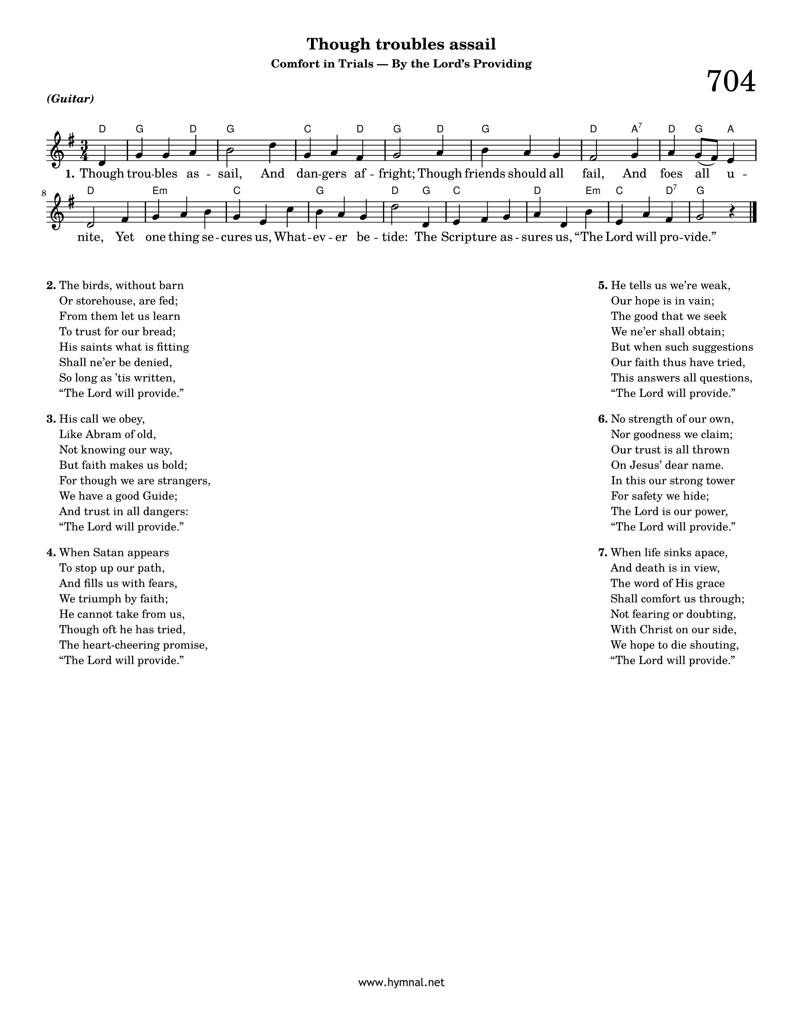 Though troubles assail
Comfort in Trials — By the Lord's Providing
704
(Guitar)
D G D G C D G D G D A7 D G A
1. Though trou-bles as - sail, And dan-gers af - fright; Though friends should all fail, And foes all u -
8
D Em C G D G C D Em C D7 G
nite, Yet one thing se - cures us, What - ev - er be - tide: The Scripture as - sures us, “The Lord will pro-vide.”
2. The birds, without barn
Or storehouse, are fed;
From them let us learn
To trust for our bread;
His saints what is fitting
Shall ne’er be denied,
So long as ’tis written,
“The Lord will provide.”
3. His call we obey,
Like Abram of old,
Not knowing our way,
But faith makes us bold;
For though we are strangers,
We have a good Guide;
And trust in all dangers:
“The Lord will provide.”
4. When Satan appears
To stop up our path,
And fills us with fears,
We triumph by faith;
He cannot take from us,
Though oft he has tried,
The heart-cheering promise,
“The Lord will provide.”
5. He tells us we’re weak,
Our hope is in vain;
The good that we seek
We ne’er shall obtain;
But when such suggestions
Our faith thus have tried,
This answers all questions,
“The Lord will provide.”
6. No strength of our own,
Nor goodness we claim;
Our trust is all thrown
On Jesus’ dear name.
In this our strong tower
For safety we hide;
The Lord is our power,
“The Lord will provide.”
7. When life sinks apace,
And death is in view,
The word of His grace
Shall comfort us through;
Not fearing or doubting,
With Christ on our side,
We hope to die shouting,
“The Lord will provide.”
www.hymnal.net